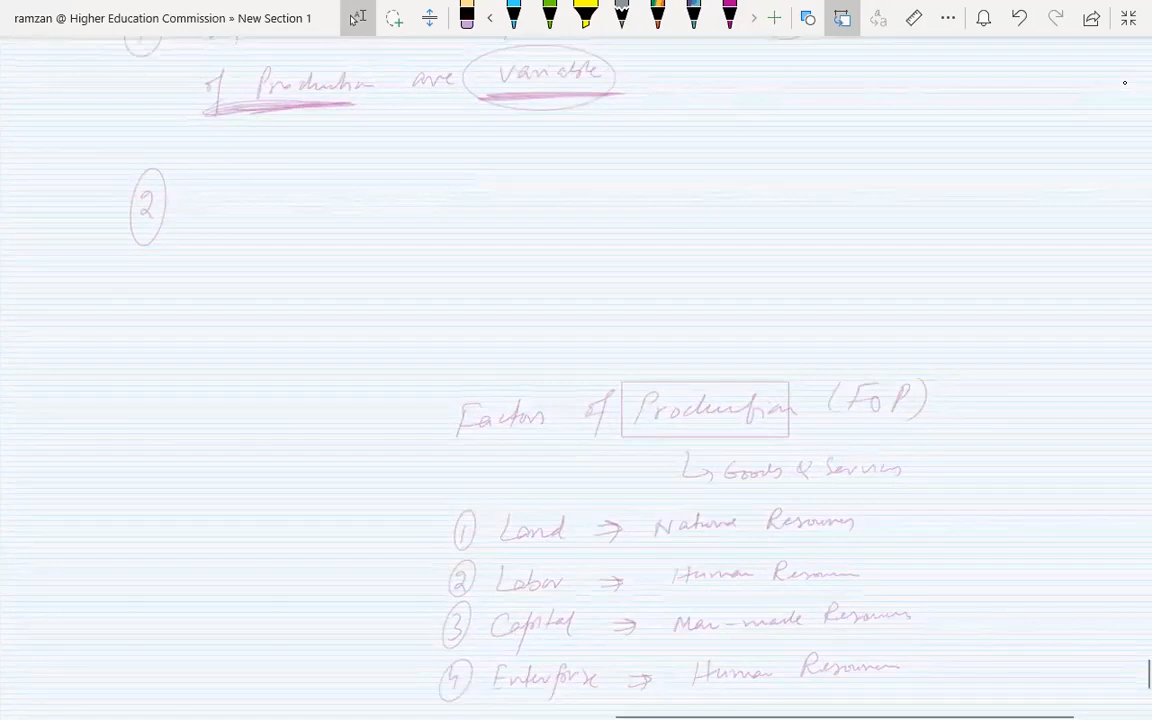 ramzan @ Higher Education Commission » New Section 1
1
of Production are variable
2
Factors of Production (FoP)
↳ Goods & Services
1 Land ⇒ Natural Resources
2 Labor ⇒ Human Resources
3 Capital ⇒ Man-made Resources
4 Enterprise ⇒ Human Resources